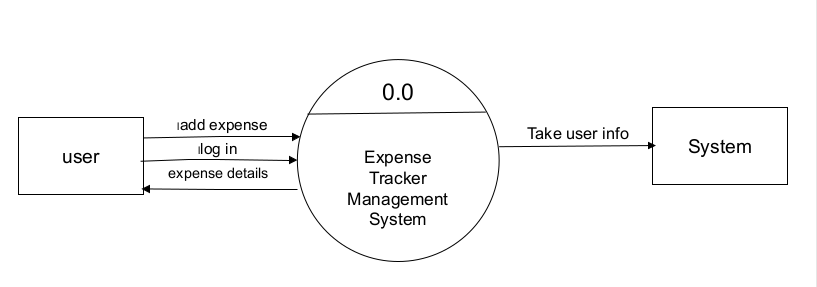 0.0
add expense
user
log in
expense details
Expense
Tracker
Management
System
Take user info
System